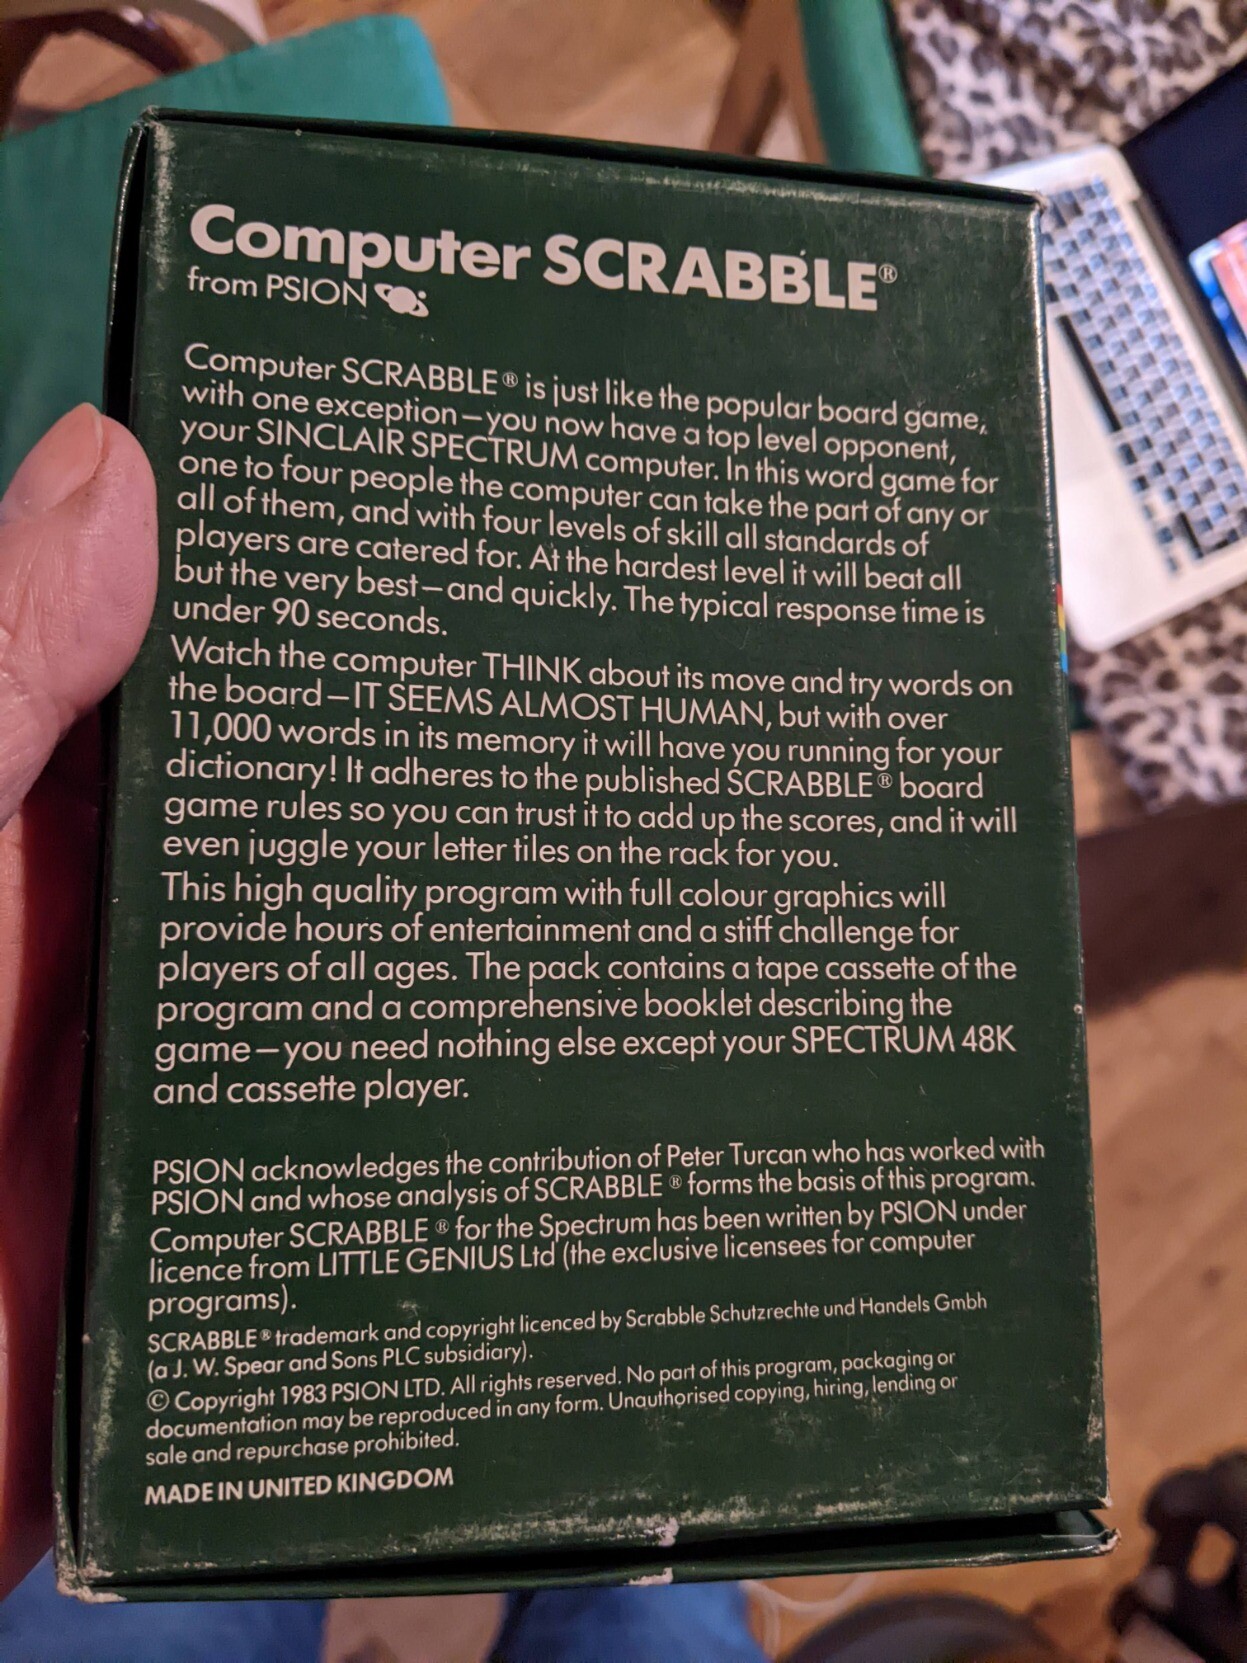 Computer SCRABBLE®
from PSION
Computer SCRABBLE® is just like the popular board game,
with one exception—you now have a top level opponent,
your SINCLAIR SPECTRUM computer. In this word game for
one to four people the computer can take the part of any or
all of them, and with four levels of skill all standards of
players are catered for. At the hardest level it will beat all
but the very best—and quickly. The typical response time is
under 90 seconds.
Watch the computer THINK about its move and try words on
the board—IT SEEMS ALMOST HUMAN, but with over
11,000 words in its memory it will have you running for your
dictionary! It adheres to the published SCRABBLE® board
game rules so you can trust it to add up the scores, and it will
even juggle your letter tiles on the rack for you.
This high quality program with full colour graphics will
provide hours of entertainment and a stiff challenge for
players of all ages. The pack contains a tape cassette of the
program and a comprehensive booklet describing the
game—you need nothing else except your SPECTRUM 48K
and cassette player.
PSION acknowledges the contribution of Peter Turcan who has worked with
PSION and whose analysis of SCRABBLE® forms the basis of this program.
Computer SCRABBLE® for the Spectrum has been written by PSION under
licence from LITTLE GENIUS Ltd (the exclusive licensees for computer
programs).
SCRABBLE® trademark and copyright licenced by Scrabble Schutzrechte und Handels Gmbh
(a J. W. Spear and Sons PLC subsidiary).
© Copyright 1983 PSION LTD. All rights reserved. No part of this program, packaging or
documentation may be reproduced in any form. Unauthorised copying, hiring, lending or
sale and repurchase prohibited.
MADE IN UNITED KINGDOM